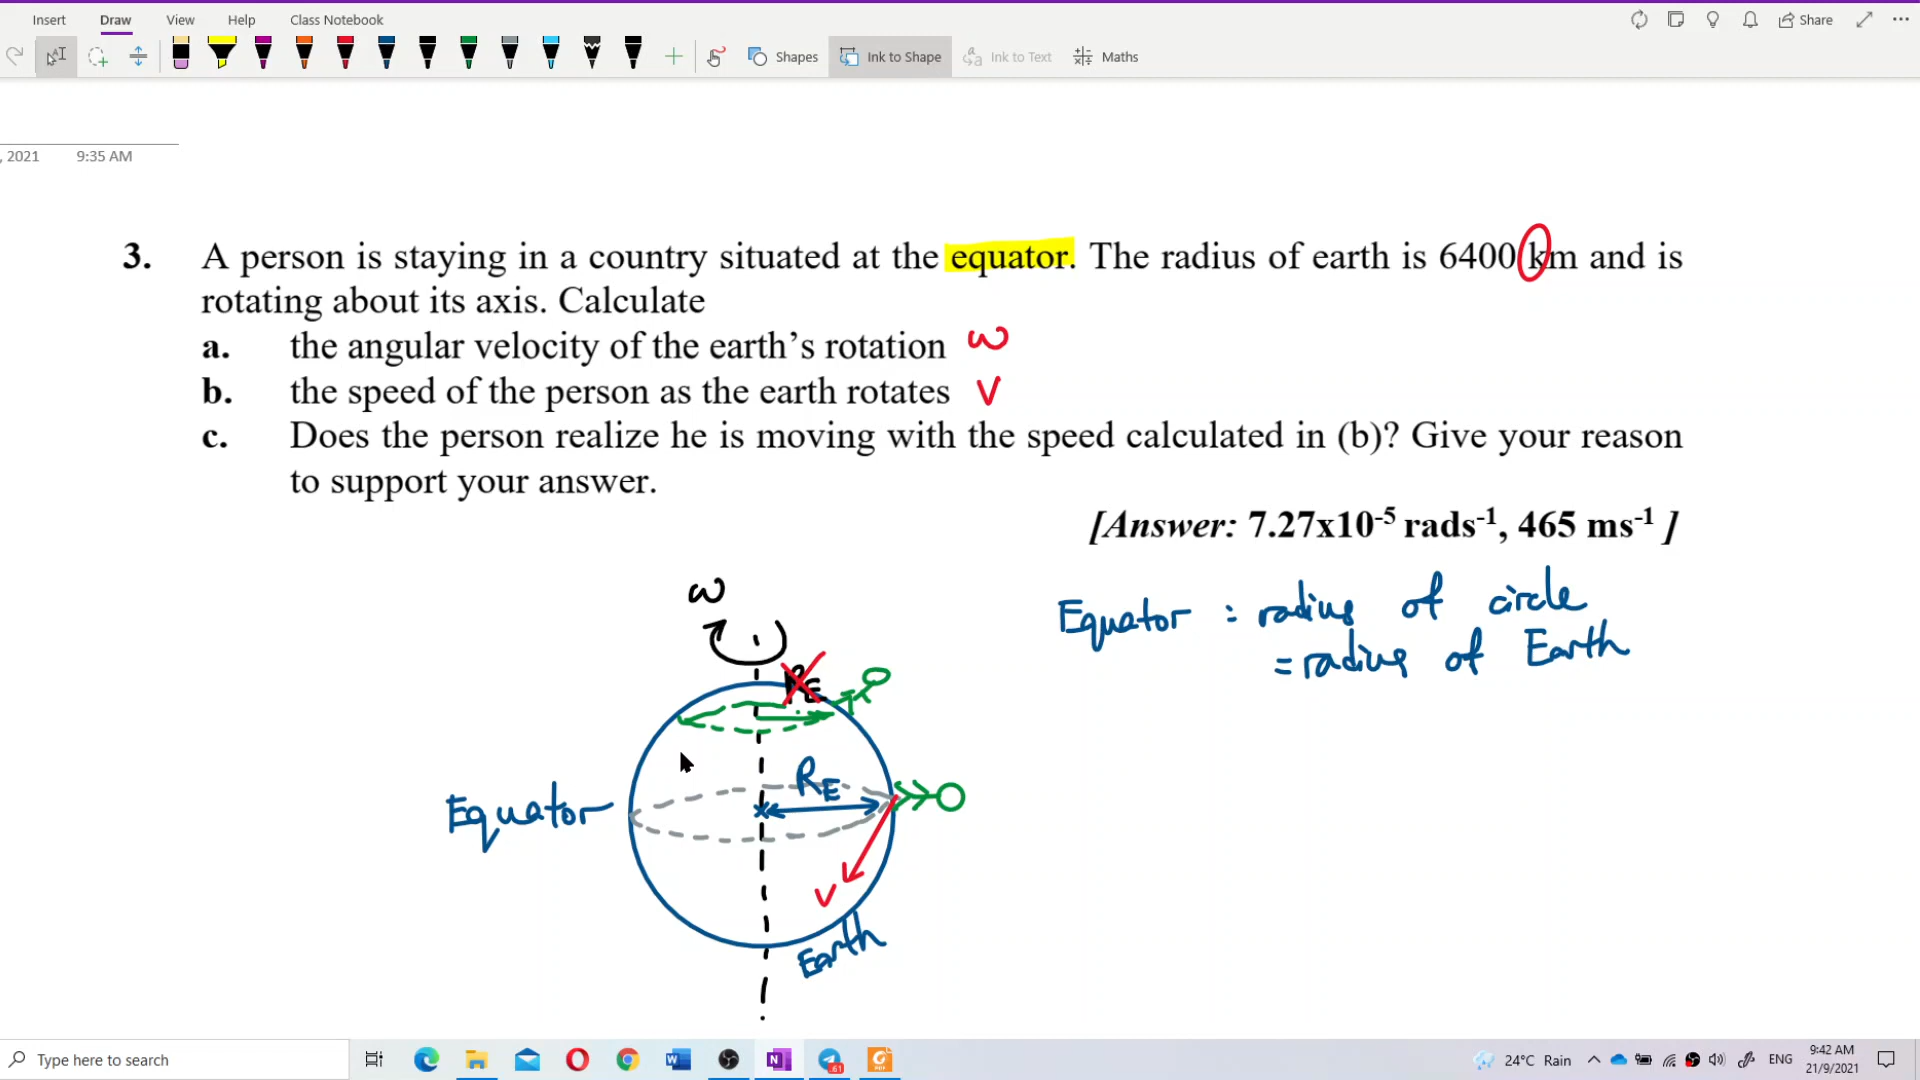 Insert Draw View Help Class Notebook Share
Shapes Ink to Shape Ink to Text Maths
, 2021 9:35 AM
3. A person is staying in a country situated at the equator. The radius of earth is 6400 km and is
rotating about its axis. Calculate
a. the angular velocity of the earth's rotation ω
b. the speed of the person as the earth rotates v
c. Does the person realize he is moving with the speed calculated in (b)? Give your reason
to support your answer.
[Answer: 7.27x10⁻⁵ rads⁻¹, 465 ms⁻¹ ]
ω
Equator : radius of circle
= radius of Earth
R_E
R_E
Equator
v
Earth
Type here to search
24°C Rain
ENG
9:42 AM
21/9/2021